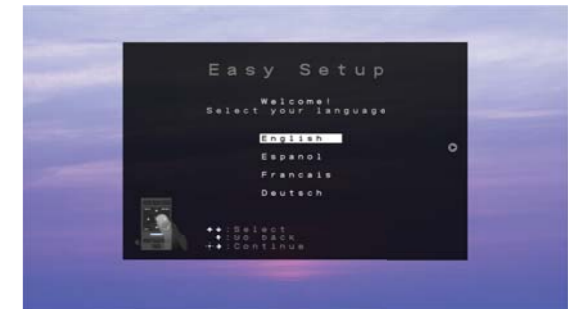 Easy Setup
Welcome!
Select your language
English
Espanol
Francais
Deutsch
:Select
:Go back
:Continue